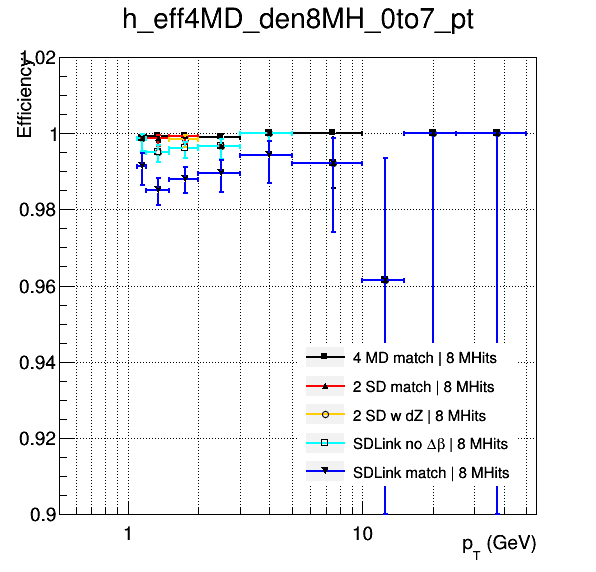 h_eff4MD_den8MH_0to7_pt
Efficiency
1.02
1
0.98
0.96
0.94
0.92
0.9
4 MD match | 8 MHits
2 SD match | 8 MHits
2 SD w dZ | 8 MHits
SDLink no Δβ | 8 MHits
SDLink match | 8 MHits
1
10
p_T (GeV)